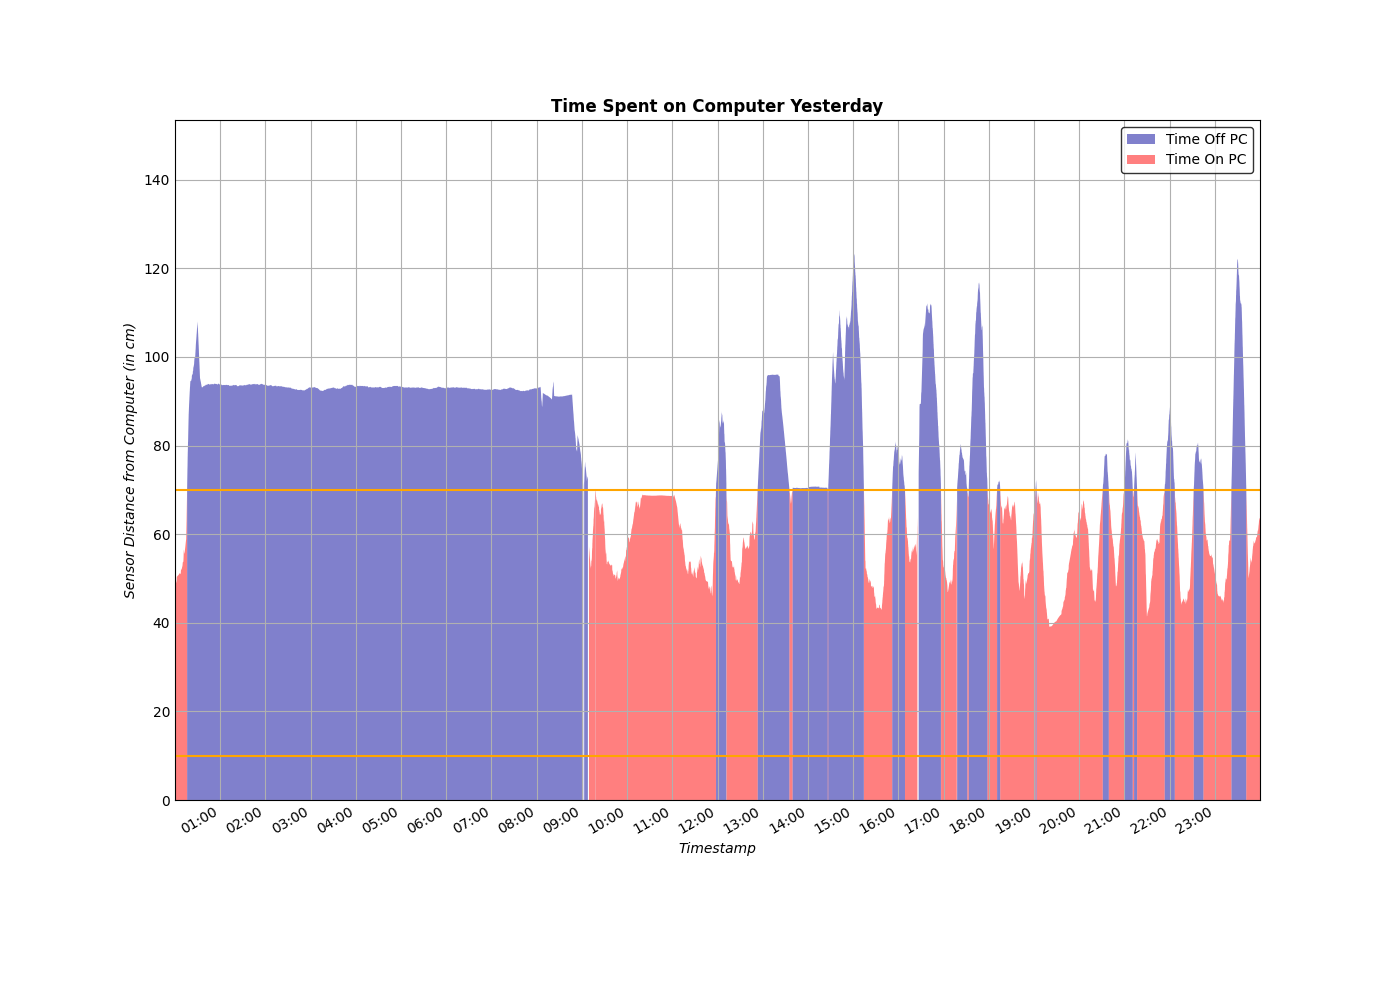 Time Spent on Computer Yesterday
Time Off PC
Time On PC
140
120
100
80
60
40
20
0
Sensor Distance from Computer (in cm)
01:00 02:00 03:00 04:00 05:00 06:00 07:00 08:00 09:00 10:00 11:00 12:00 13:00 14:00 15:00 16:00 17:00 18:00 19:00 20:00 21:00 22:00 23:00
Timestamp